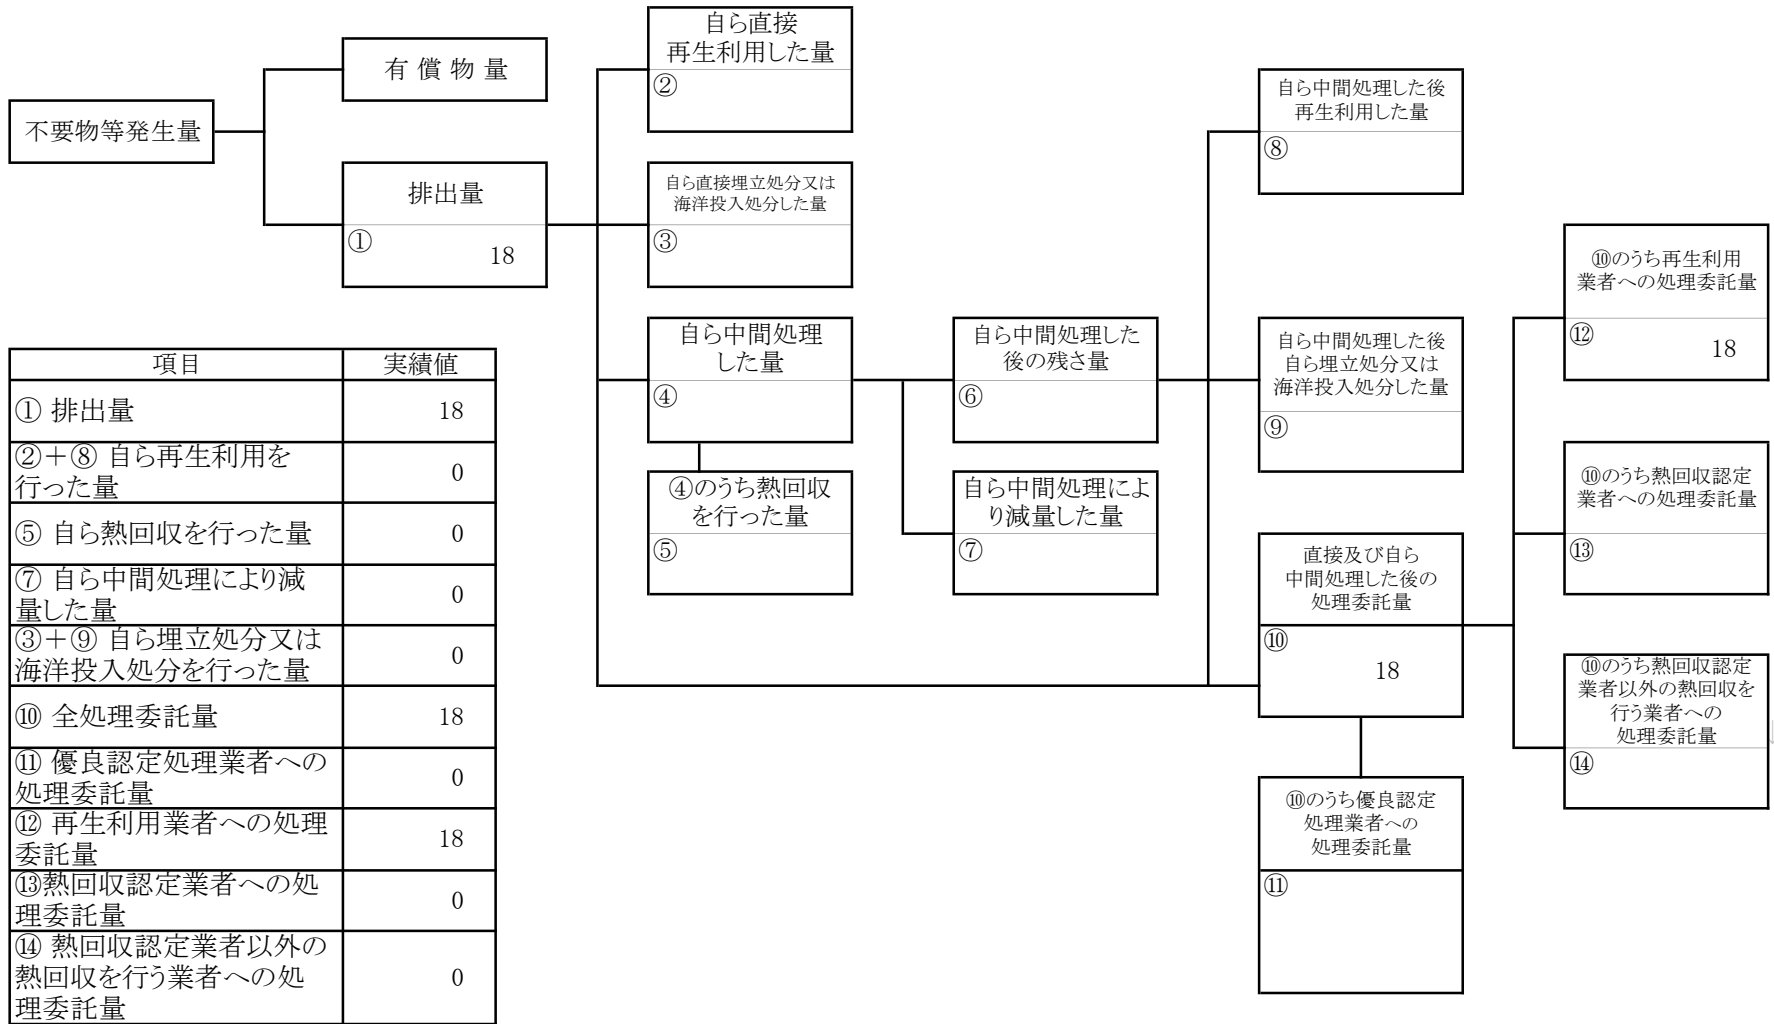 不要物等発生量
有償物量
排出量
①
18
自ら直接
再生利用した量
②
自ら直接埋立処分又は
海洋投入処分した量
③
自ら中間処理
した量
④
④のうち熱回収
を行った量
⑤
自ら中間処理した
後の残さ量
⑥
自ら中間処理によ
り減量した量
⑦
自ら中間処理した後
再生利用した量
⑧
自ら中間処理した後
自ら埋立処分又は
海洋投入処分した量
⑨
直接及び自ら
中間処理した後の
処理委託量
⑩
18
⑩のうち優良認定
処理業者への
処理委託量
⑪
⑩のうち再生利用
業者への処理委託量
⑫
18
⑩のうち熱回収認定
業者への処理委託量
⑬
⑩のうち熱回収認定
業者以外の熱回収を
行う業者への
処理委託量
⑭
項目 実績値
① 排出量 18
②+⑧ 自ら再生利用を
行った量 0
⑤ 自ら熱回収を行った量 0
⑦ 自ら中間処理により減
量した量 0
③+⑨ 自ら埋立処分又は
海洋投入処分を行った量 0
⑩ 全処理委託量 18
⑪ 優良認定処理業者への
処理委託量 0
⑫ 再生利用業者への処理
委託量 18
⑬熱回収認定業者への処
理委託量 0
⑭ 熱回収認定業者以外の
熱回収を行う業者への処 0
理委託量